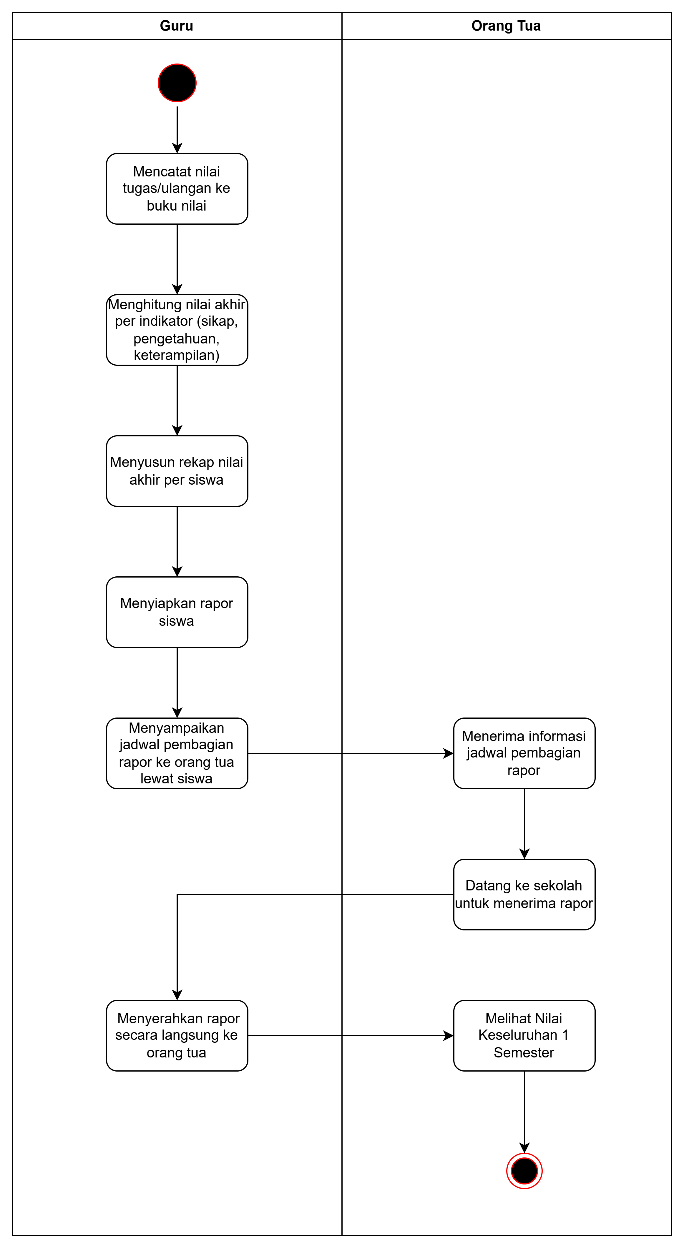 Guru
Orang Tua
Mencatat nilai
tugas/ulangan ke
buku nilai
Menghitung nilai akhir
per indikator (sikap,
pengetahuan,
keterampilan)
Menyusun rekap nilai
akhir per siswa
Menyiapkan rapor
siswa
Menyampaikan
jadwal pembagian
rapor ke orang tua
lewat siswa
Menerima informasi
jadwal pembagian
rapor
Datang ke sekolah
untuk menerima rapor
Menyerahkan rapor
secara langsung ke
orang tua
Melihat Nilai
Keseluruhan 1
Semester